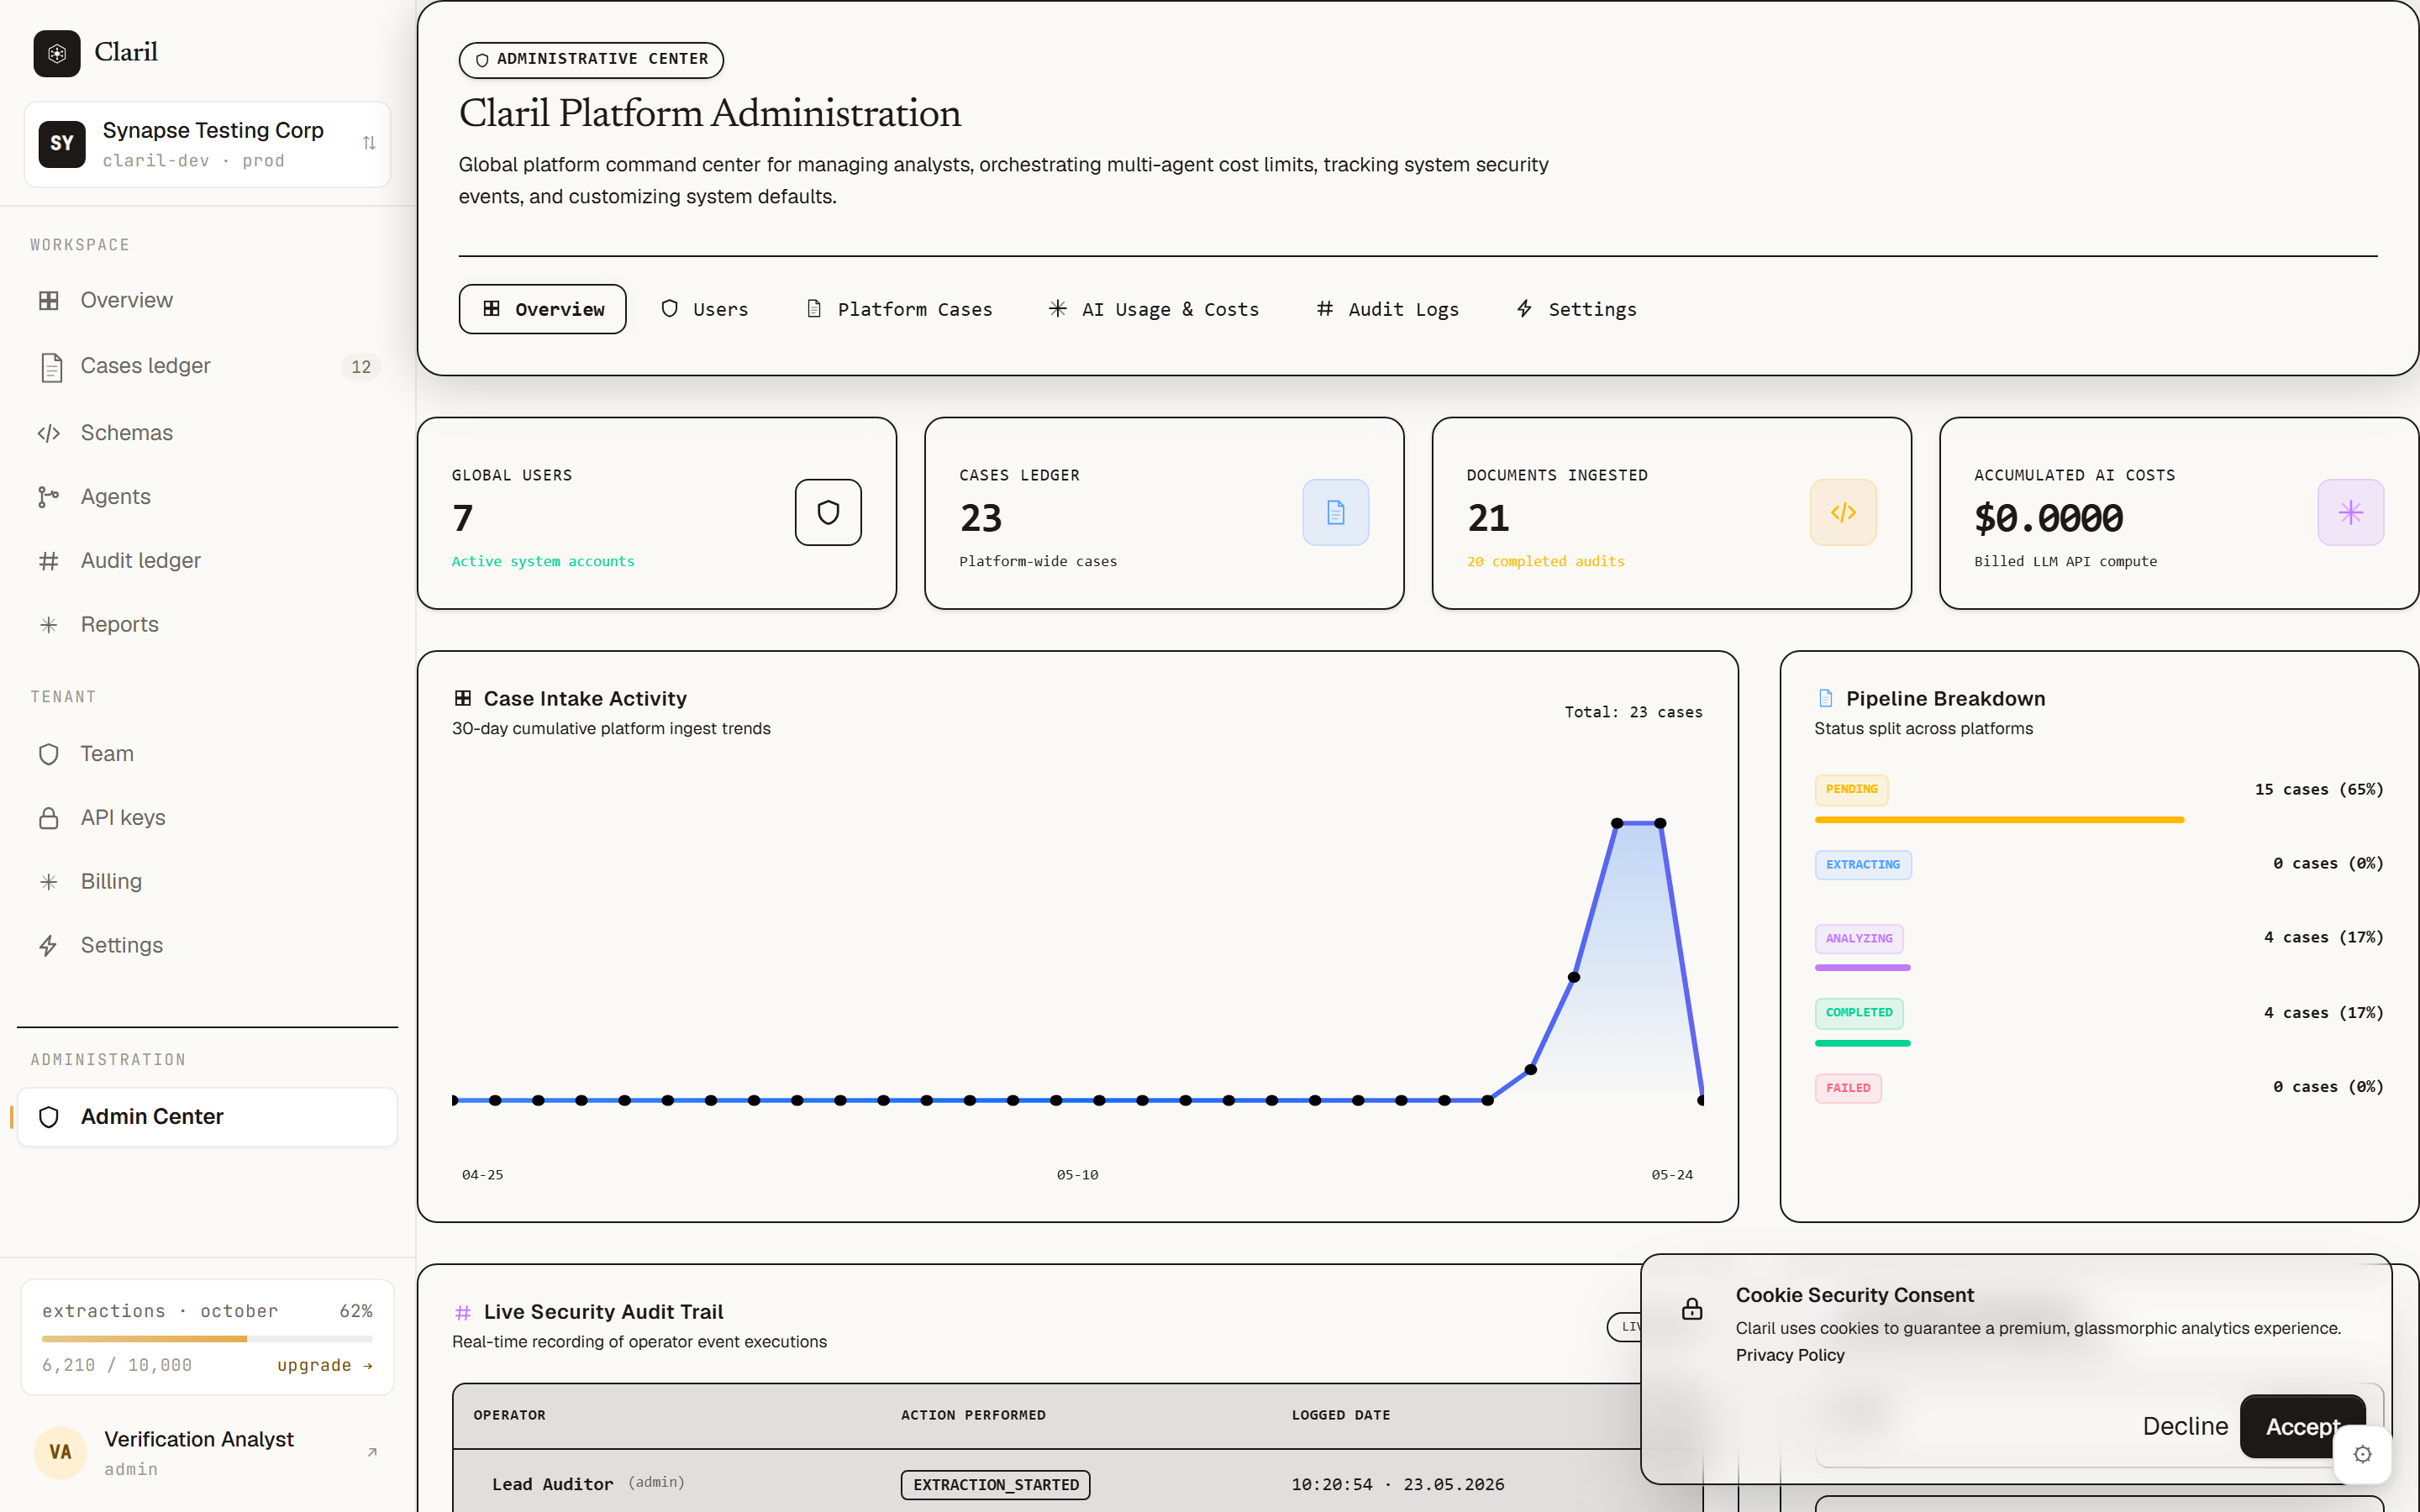 Claril
SY
Synapse Testing Corp
claril-dev · prod
WORKSPACE
Overview
Cases ledger
12
Schemas
Agents
Audit ledger
Reports
TENANT
Team
API keys
Billing
Settings
ADMINISTRATION
Admin Center
extractions · october 62%
6,210 / 10,000 upgrade →
VA
Verification Analyst
admin
ADMINISTRATIVE CENTER
Claril Platform Administration
Global platform command center for managing analysts, orchestrating multi-agent cost limits, tracking system security
events, and customizing system defaults.
Overview Users Platform Cases AI Usage & Costs Audit Logs Settings
GLOBAL USERS
7
Active system accounts
CASES LEDGER
23
Platform-wide cases
DOCUMENTS INGESTED
21
20 completed audits
ACCUMULATED AI COSTS
$0.0000
Billed LLM API compute
Case Intake Activity
30-day cumulative platform ingest trends
Total: 23 cases
04-25 05-10 05-24
Pipeline Breakdown
Status split across platforms
PENDING 15 cases (65%)
EXTRACTING 0 cases (0%)
ANALYZING 4 cases (17%)
COMPLETED 4 cases (17%)
FAILED 0 cases (0%)
Live Security Audit Trail
Real-time recording of operator event executions
OPERATOR ACTION PERFORMED LOGGED DATE
Lead Auditor (admin) EXTRACTION_STARTED 10:20:54 · 23.05.2026
Cookie Security Consent
Claril uses cookies to guarantee a premium, glassmorphic analytics experience.
Privacy Policy
Decline Accept